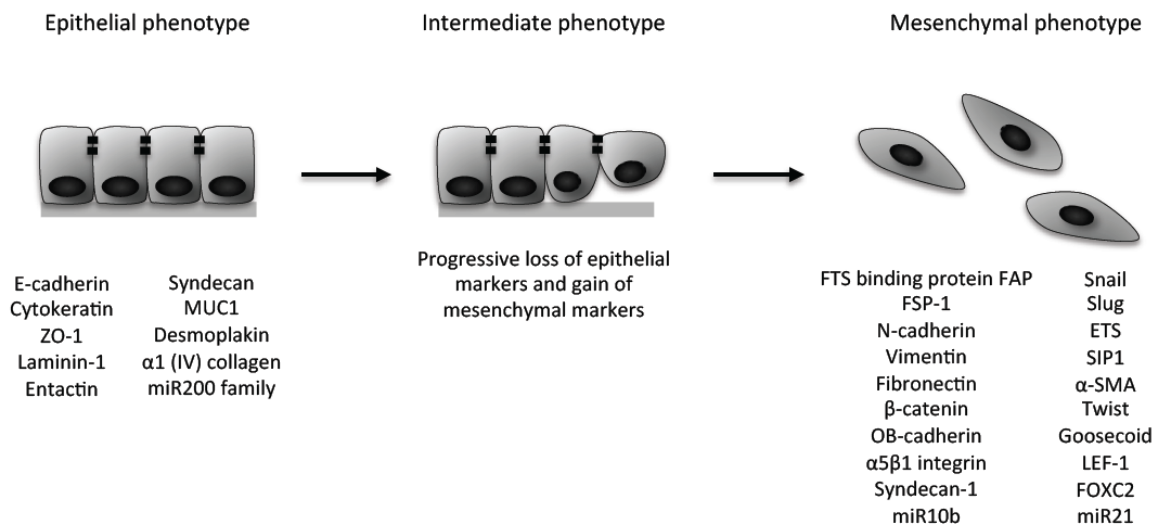 Epithelial phenotype
Intermediate phenotype
Mesenchymal phenotype
E-cadherin
Cytokeratin
ZO-1
Laminin-1
Entactin
Syndecan
MUC1
Desmoplakin
α1 (IV) collagen
miR200 family
Progressive loss of epithelial
markers and gain of
mesenchymal markers
FTS binding protein FAP
FSP-1
N-cadherin
Vimentin
Fibronectin
β-catenin
OB-cadherin
α5β1 integrin
Syndecan-1
miR10b
Snail
Slug
ETS
SIP1
α-SMA
Twist
Goosecoid
LEF-1
FOXC2
miR21